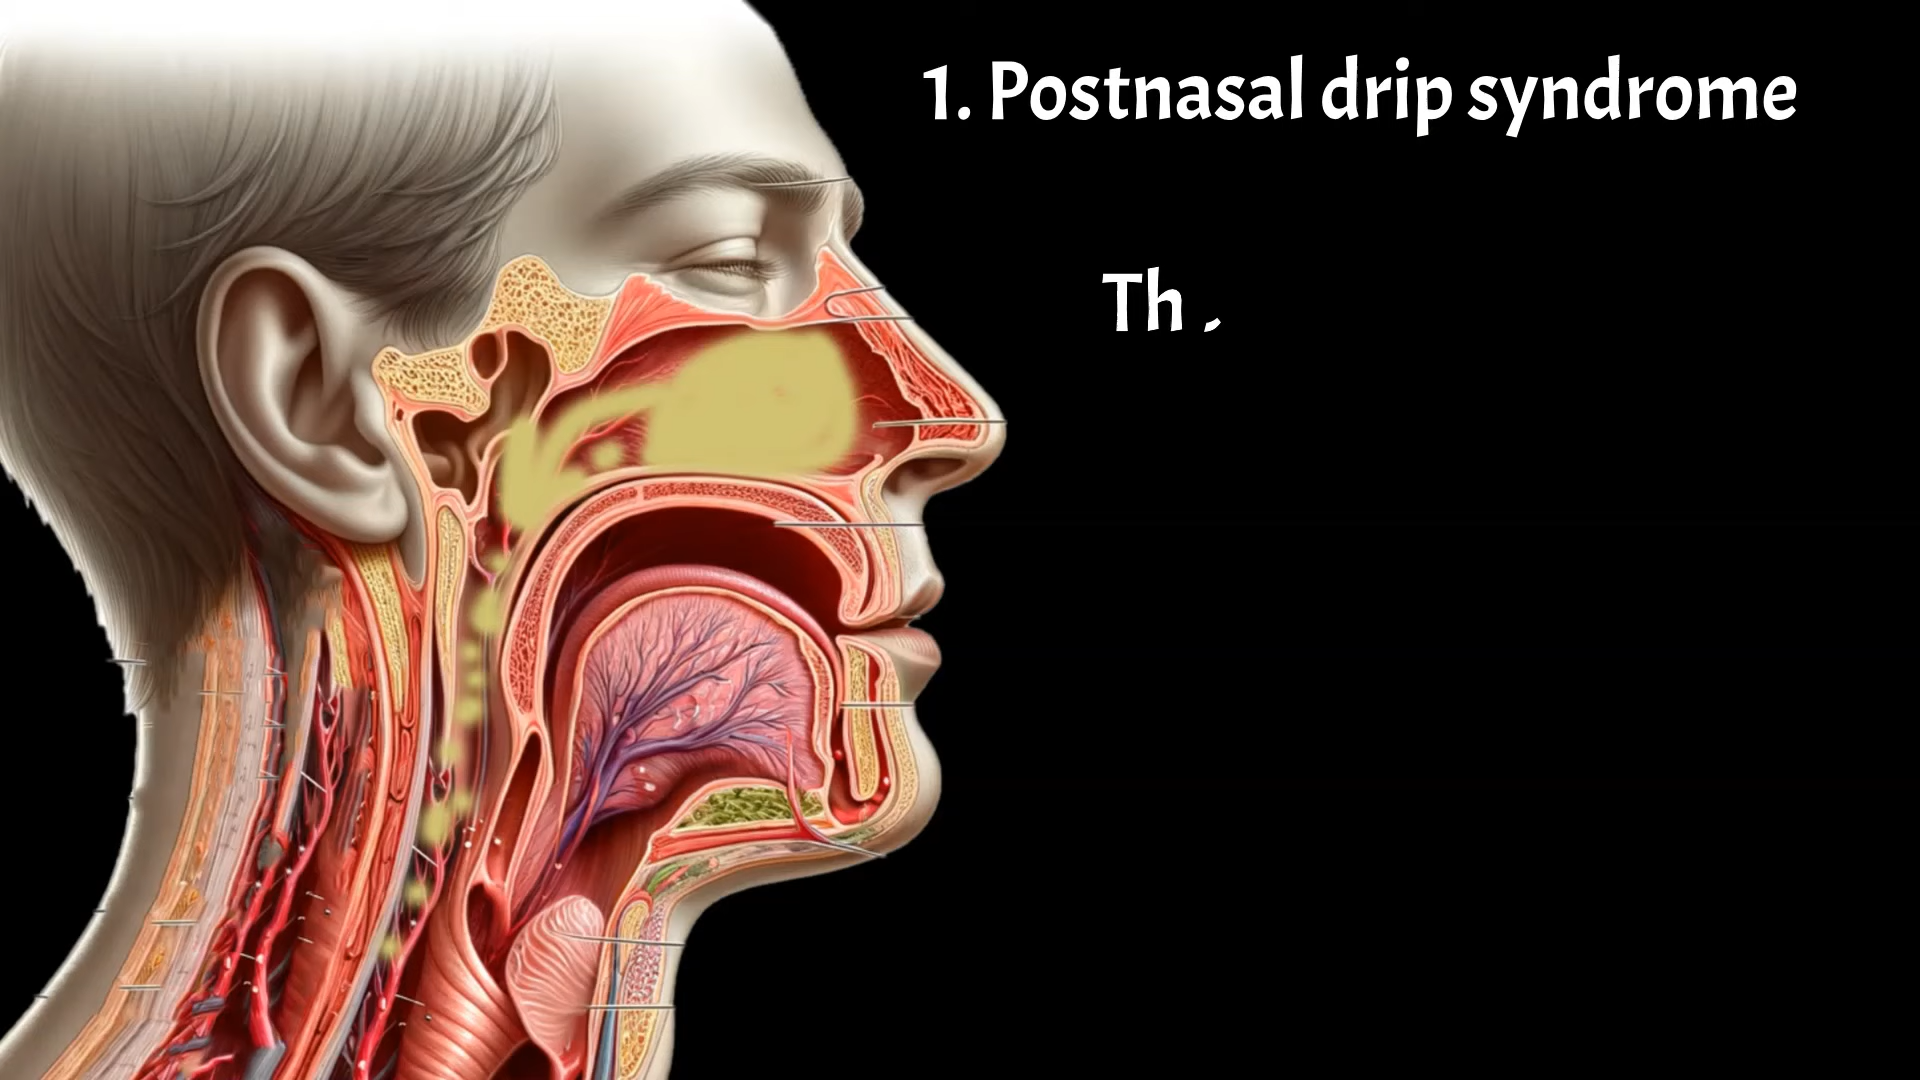 1. Postnasal drip syndrome
Th